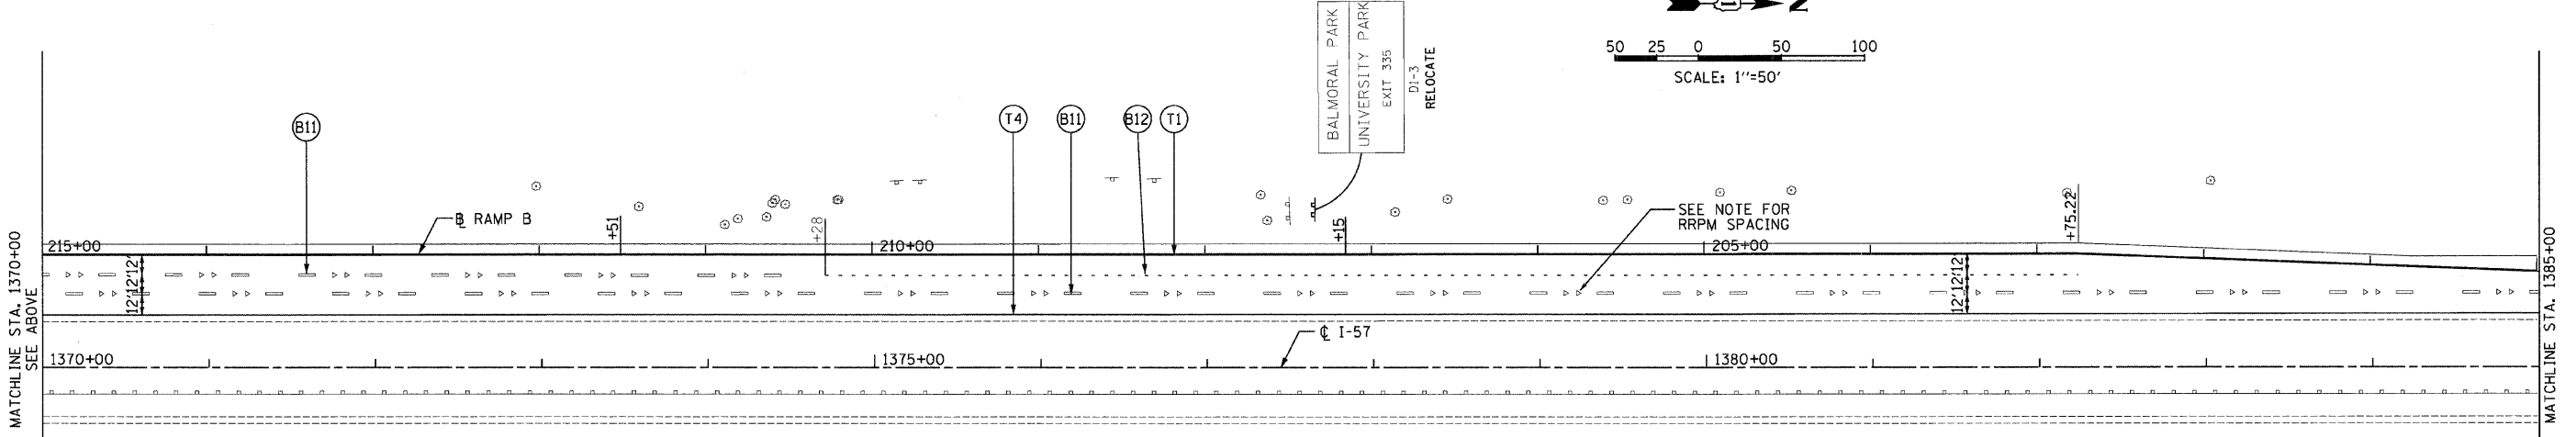 BALMORAL PARK
UNIVERSITY PARK
EXIT 335
D1-3
RELOCATE
N
50 25 0 50 100
SCALE: 1"=50'
B11
T4
B11
B12
T1
℄ RAMP B
+51
+28
+15
SEE NOTE FOR
RRPM SPACING
+75.22
215+00
210+00
205+00
12' 12' 12'
12' 12' 12'
℄ I-57
1370+00
1375+00
1380+00
MATCHLINE STA. 1370+00
SEE ABOVE
MATCHLINE STA. 1385+00